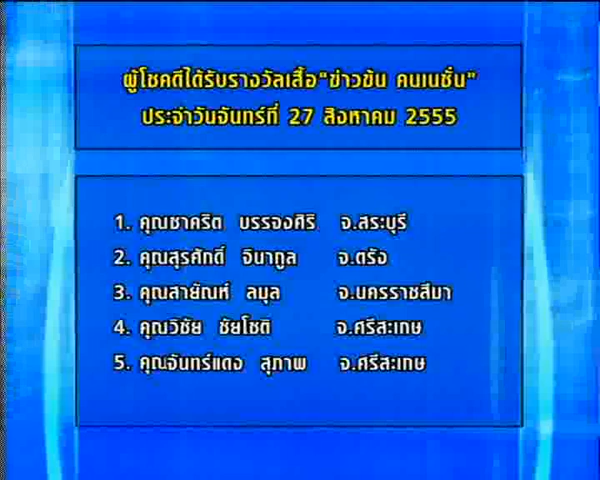 ผู้โชคดีได้รับรางวัลเสื้อ"ข่าวข้น คนเนชั่น"
ประจำวันจันทร์ที่ 27 สิงหาคม 2555
1. คุณชาคริต บรรจงศิริ จ.สระบุรี
2. คุณสุรศักดิ์ จินากูล จ.ตรัง
3. คุณสายัณห์ ลมุล จ.นครราชสีมา
4. คุณวิชัย ชัยโชติ จ.ศรีสะเกษ
5. คุณจันทร์แดง สุภาพ จ.ศรีสะเกษ